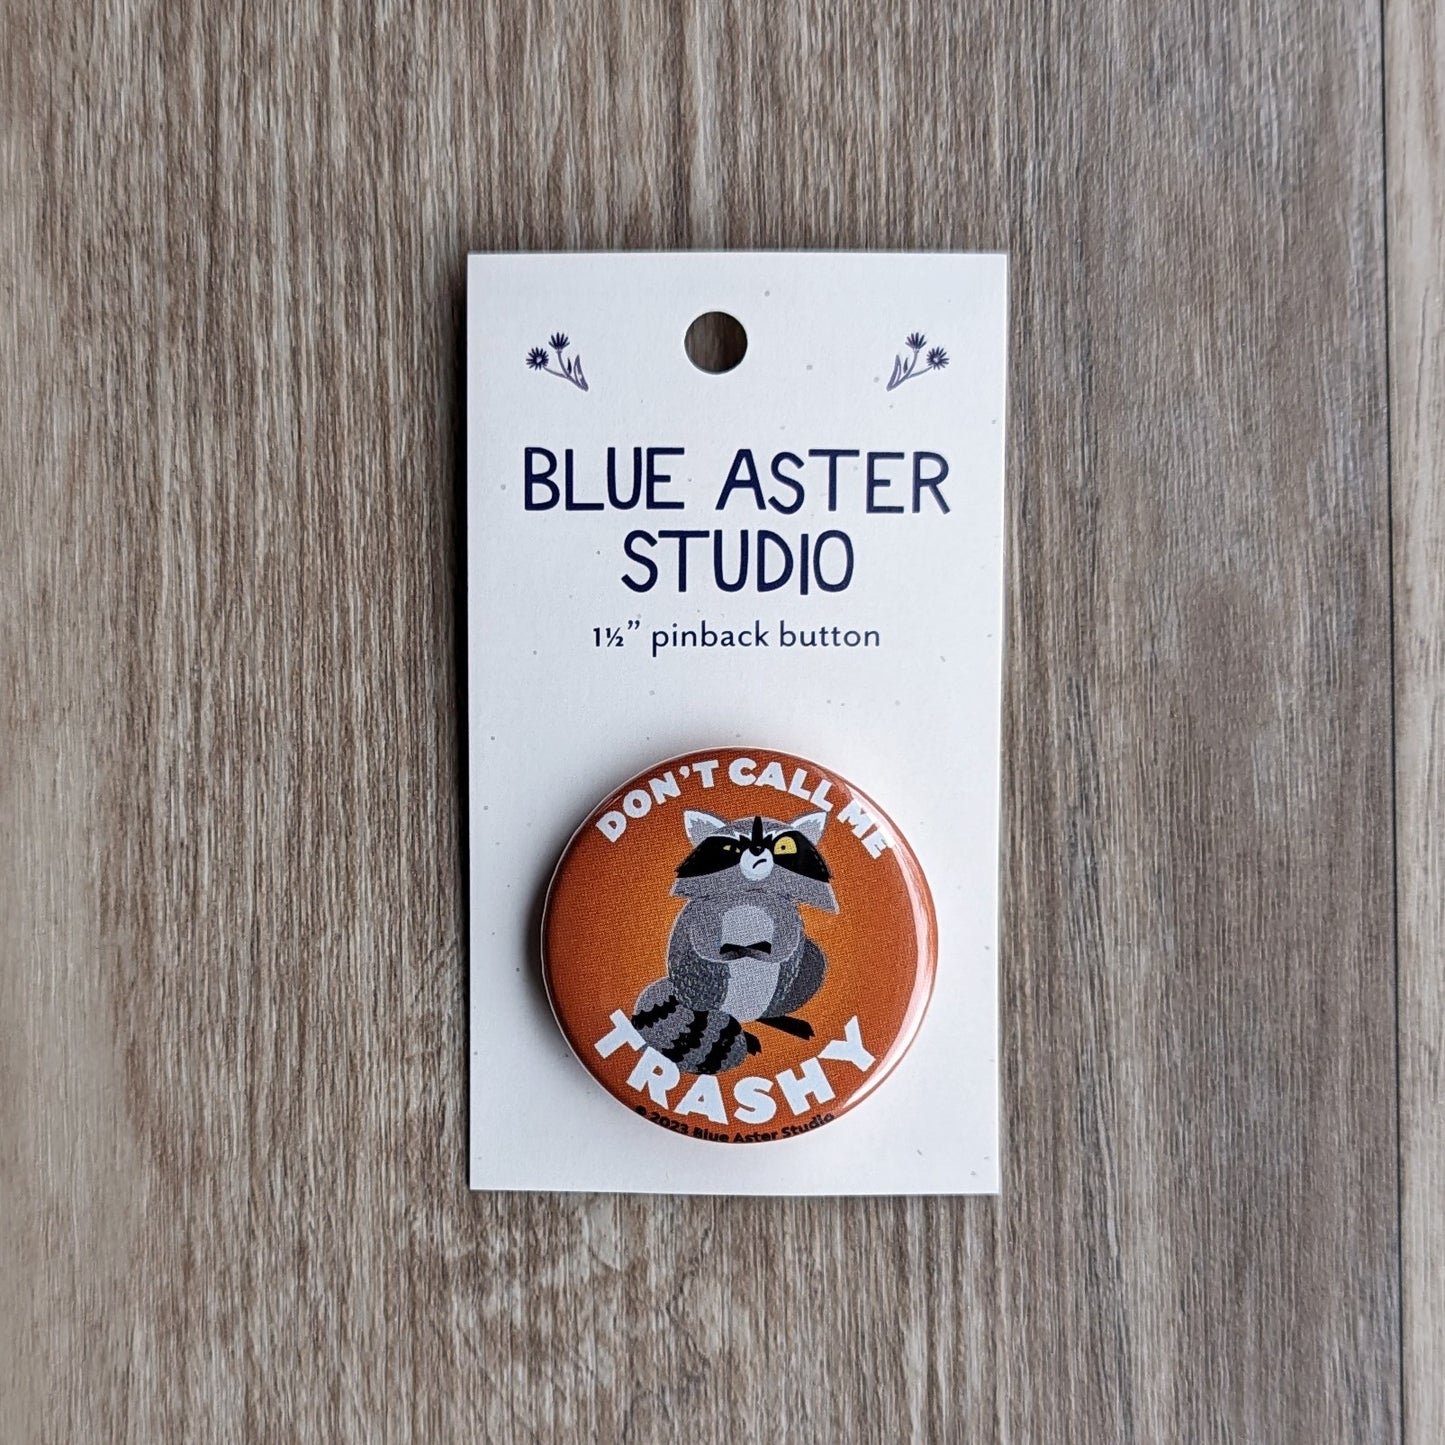 BLUE ASTER
STUDIO
1½” pinback button
DON'T CALL ME
TRASHY
© 2023 Blue Aster Studio